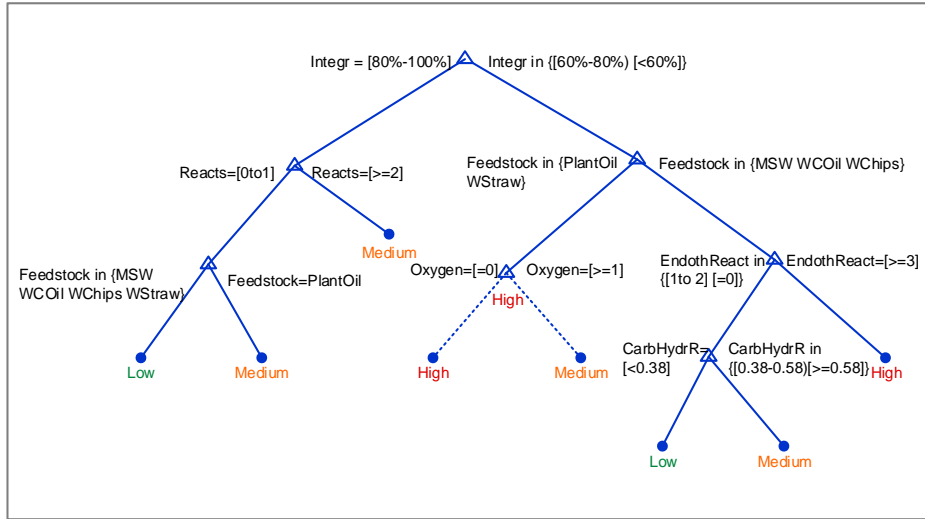 Integr = [80%-100%]
Integr in {[60%-80%) [<60%]}
Reacts=[0to1]
Reacts=[>=2]
Feedstock in {PlantOil
WStraw}
Feedstock in {MSW WCOil WChips}
Medium
Feedstock in {MSW
WCOil WChips WStraw}
Feedstock=PlantOil
Oxygen=[=0]
Oxygen=[>=1]
High
EndothReact in
{[1to 2] [=0]}
EndothReact=[>=3]
Low
Medium
High
Medium
CarbHydrR=
[<0.38]
CarbHydrR in
{[0.38-0.58)[>=0.58]}
High
Low
Medium